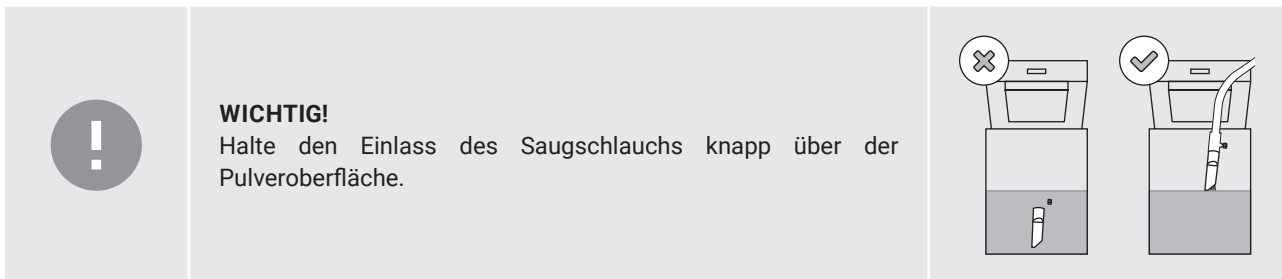 WICHTIG!
Halte den Einlass des Saugschlauchs knapp über der
Pulveroberfläche.